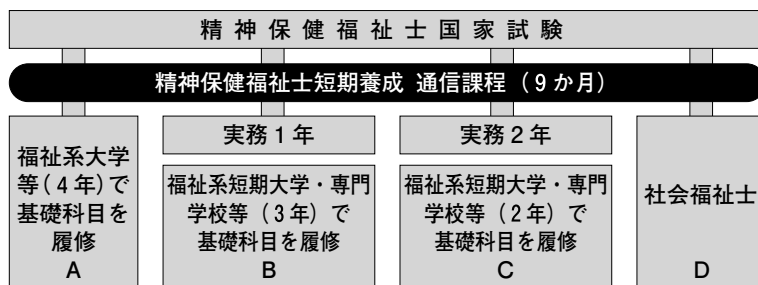 精神保健福祉士国家試験
精神保健福祉士短期養成 通信課程（9か月）
福祉系大学
等(4年)で
基礎科目を
履修
A
実務1年
福祉系短期大学・専門
学校等（3年）で
基礎科目を履修
B
実務2年
福祉系短期大学・専門
学校等（2年）で
基礎科目を履修
C
社会福祉士
D